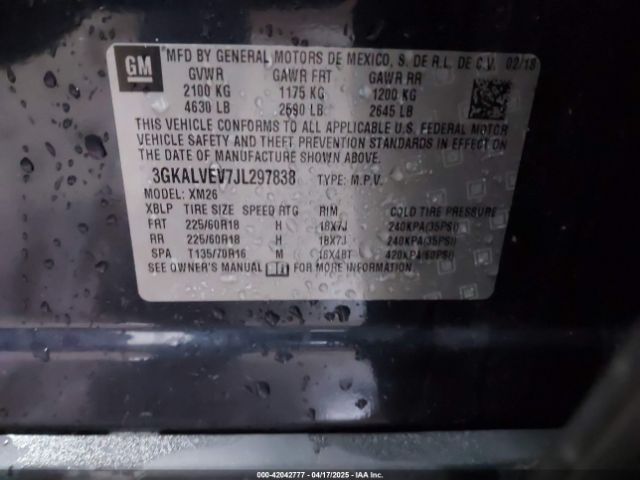 GM
MFD BY GENERAL MOTORS DE MEXICO, S. DE R.L. DE C.V. 02/18
GVWR GAWR FRT GAWR RR
2100 KG 1175 KG 1200 KG
4630 LB 2590 LB 2645 LB
THIS VEHICLE CONFORMS TO ALL APPLICABLE U.S. FEDERAL MOTOR
VEHICLE SAFETY AND THEFT PREVENTION STANDARDS IN EFFECT ON
THE DATE OF MANUFACTURE SHOWN ABOVE.
3GKALVEV7JL297838 TYPE: M.P.V.
MODEL: XM26
XBLP TIRE SIZE SPEED RTG RIM COLD TIRE PRESSURE
FRT 225/60R18 H 18X7J 240KPA(35PSI)
RR 225/60R18 H 18X7J 240KPA(35PSI)
SPA T135/70R16 M 16X4BT 420KPA(60PSI)
SEE OWNER'S MANUAL FOR MORE INFORMATION
000-42042777 - 04/17/2025 - IAA Inc.